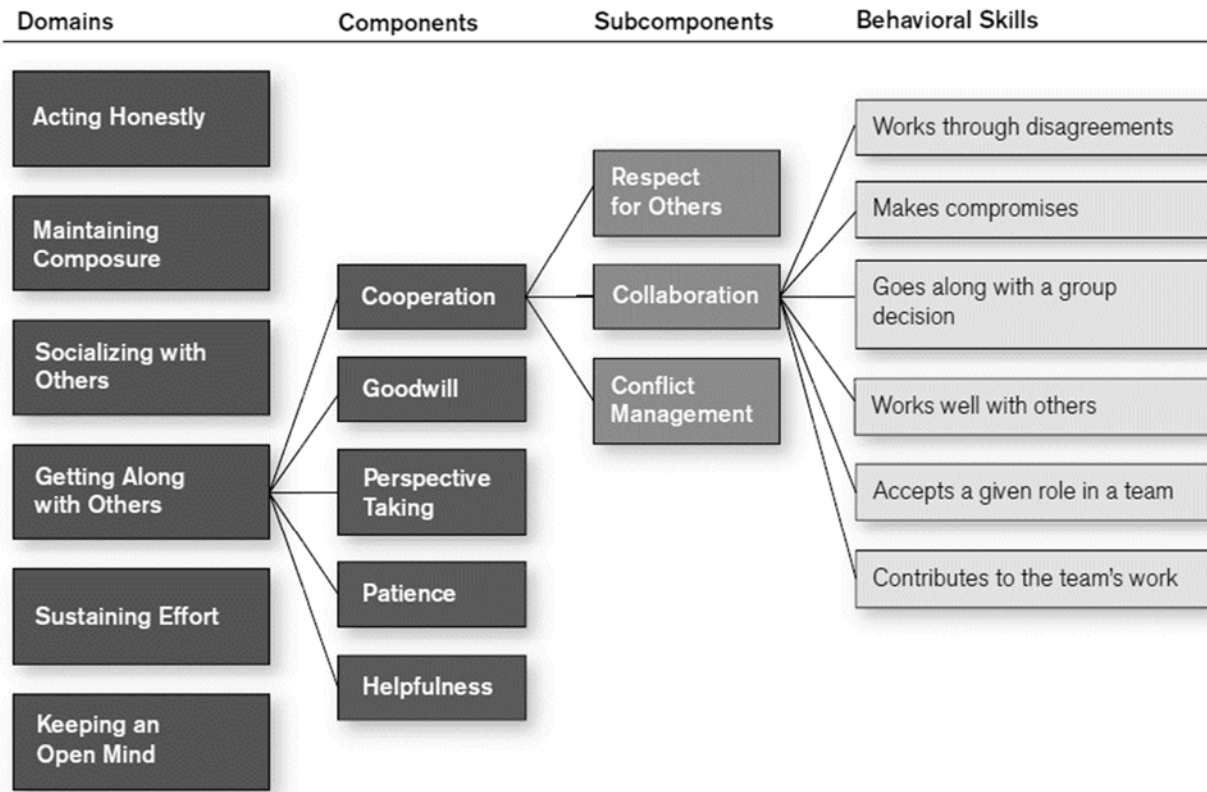 Domains
Components
Subcomponents
Behavioral Skills
Acting Honestly
Maintaining
Composure
Socializing with
Others
Getting Along
with Others
Sustaining Effort
Keeping an
Open Mind
Cooperation
Goodwill
Perspective
Taking
Patience
Helpfulness
Respect
for Others
Collaboration
Conflict
Management
Works through disagreements
Makes compromises
Goes along with a group
decision
Works well with others
Accepts a given role in a team
Contributes to the team's work